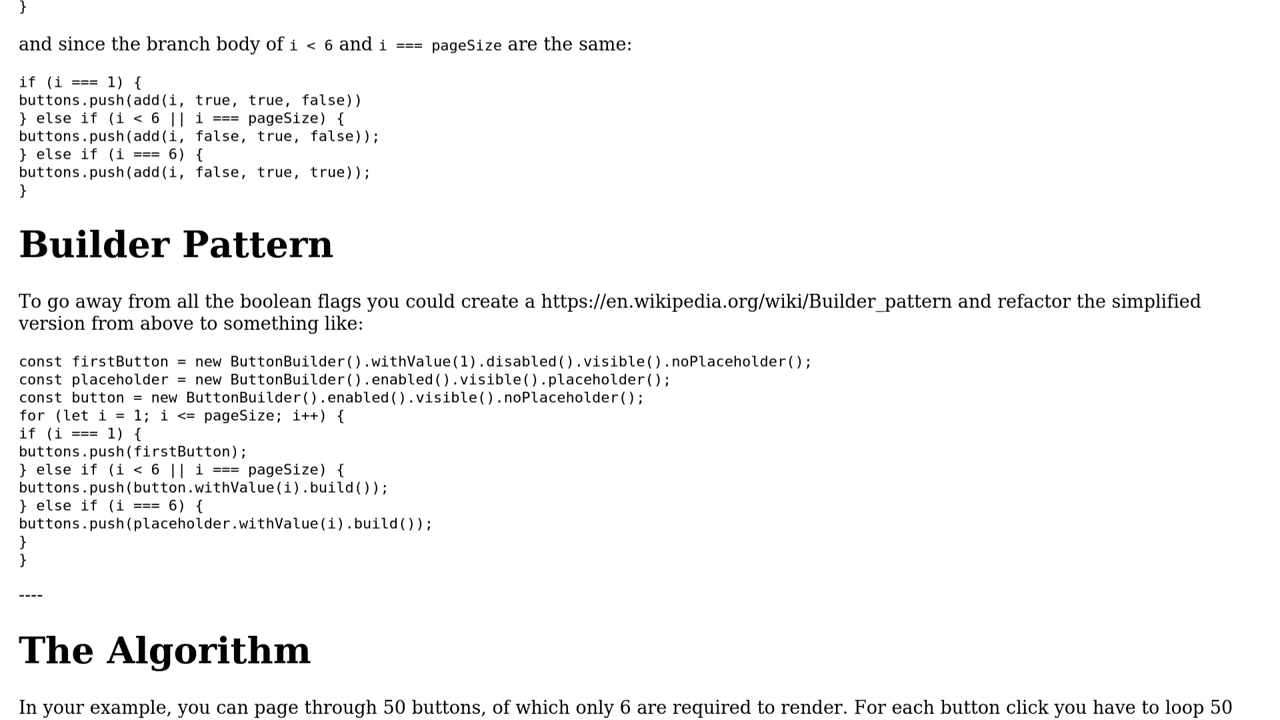 }
and since the branch body of i < 6 and i === pageSize are the same:
if (i === 1) {
buttons.push(add(i, true, true, false))
} else if (i < 6 || i === pageSize) {
buttons.push(add(i, false, true, false));
} else if (i === 6) {
buttons.push(add(i, false, true, true));
}
Builder Pattern
To go away from all the boolean flags you could create a https://en.wikipedia.org/wiki/Builder_pattern and refactor the simplified
version from above to something like:
const firstButton = new ButtonBuilder().withValue(1).disabled().visible().noPlaceholder();
const placeholder = new ButtonBuilder().enabled().visible().placeholder();
const button = new ButtonBuilder().enabled().visible().noPlaceholder();
for (let i = 1; i <= pageSize; i++) {
if (i === 1) {
buttons.push(firstButton);
} else if (i < 6 || i === pageSize) {
buttons.push(button.withValue(i).build());
} else if (i === 6) {
buttons.push(placeholder.withValue(i).build());
}
}
----
The Algorithm
In your example, you can page through 50 buttons, of which only 6 are required to render. For each button click you have to loop 50